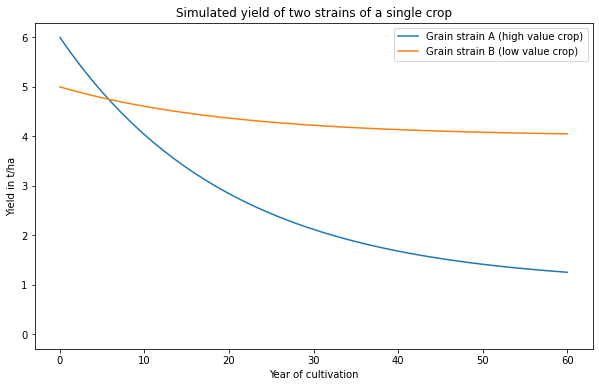 Simulated yield of two strains of a single crop
Grain strain A (high value crop)
Grain strain B (low value crop)
Yield in t/ha
6
5
4
3
2
1
0
0 10 20 30 40 50 60
Year of cultivation